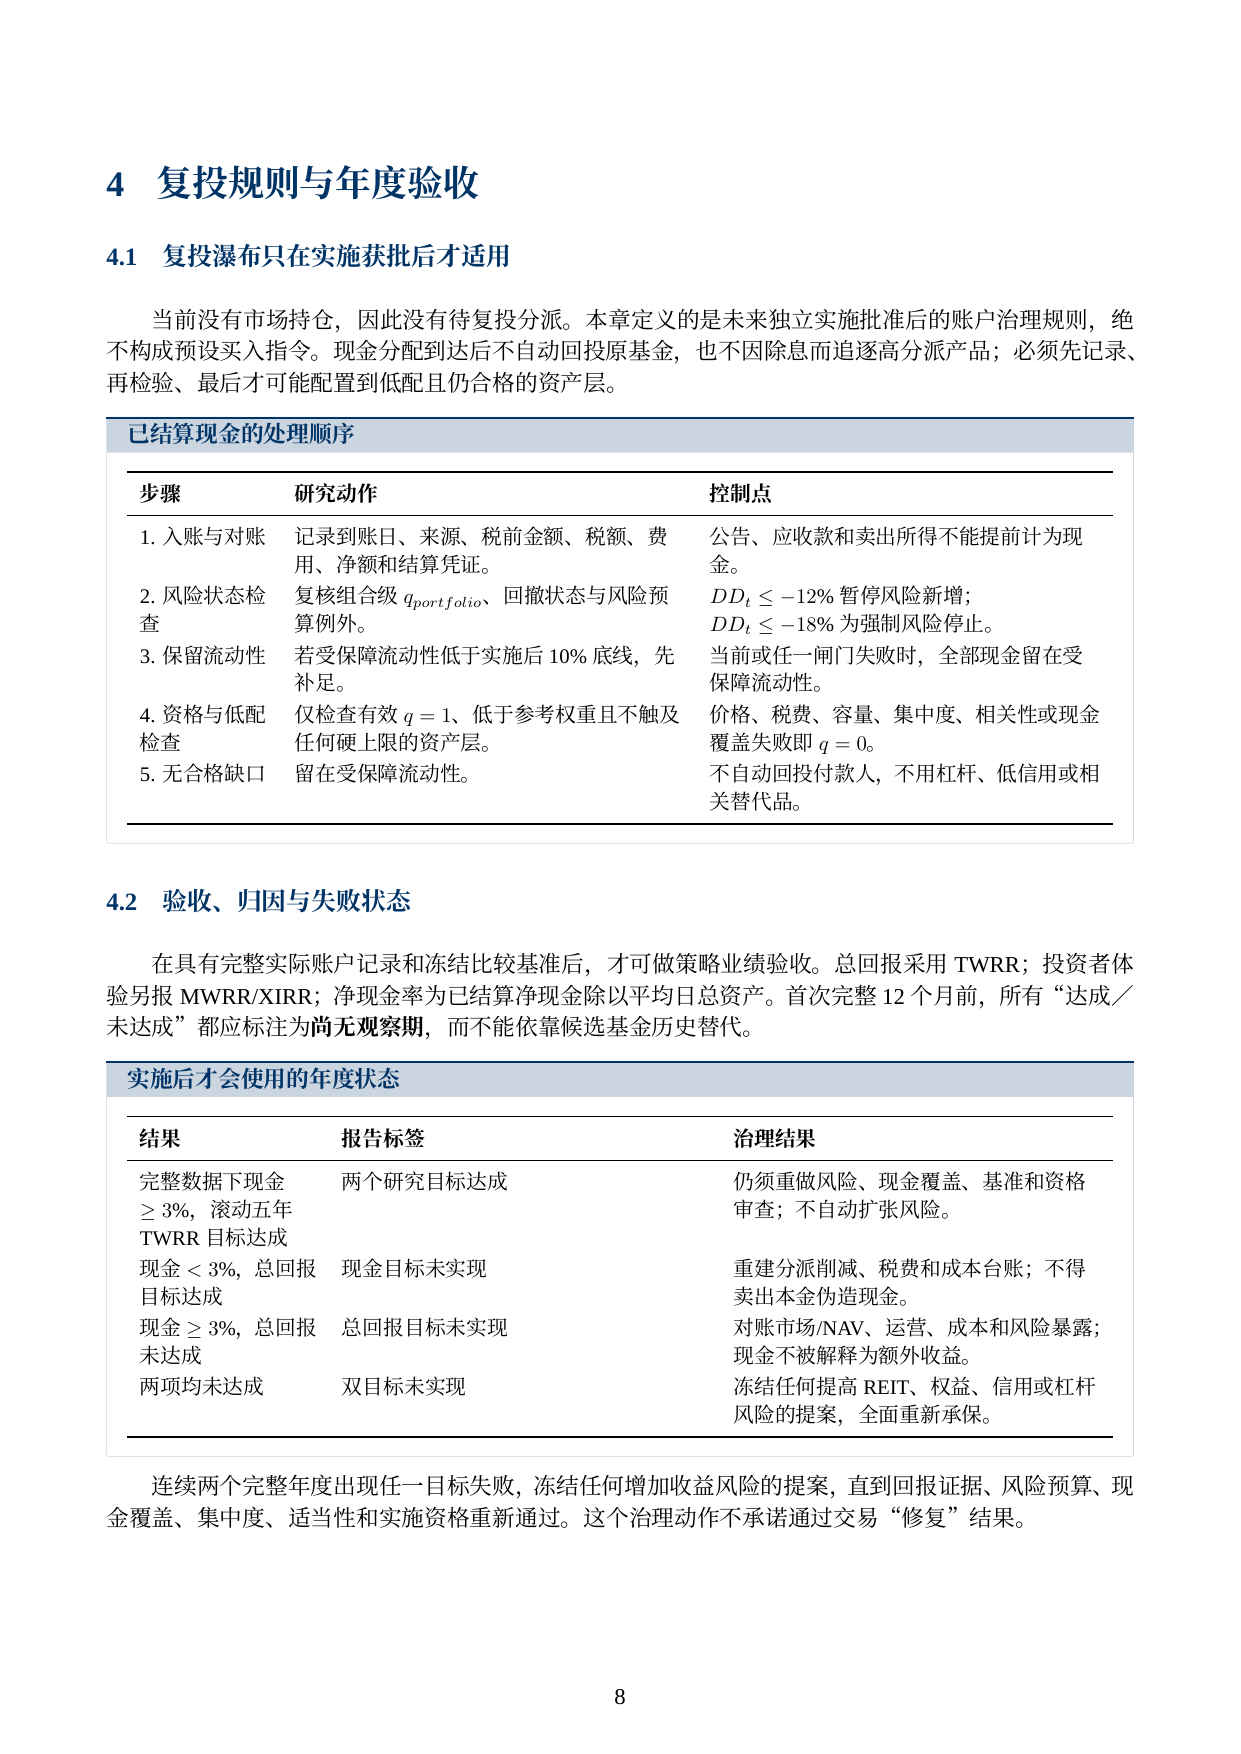 4 复投规则与年度验收
4.1 复投瀑布只在实施获批后才适用
当前没有市场持仓，因此没有待复投分派。本章定义的是未来独立实施批准后的账户治理规则，绝
不构成预设买入指令。现金分配到达后不自动回投原基金，也不因除息而追逐高分派产品；必须先记录、
再检验、最后才可能配置到低配且仍合格的资产层。
已结算现金的处理顺序
步骤 研究动作 控制点
1. 入账与对账 记录到账日、来源、税前金额、税额、费 公告、应收款和卖出所得不能提前计为现
用、净额和结算凭证。 金。
2. 风险状态检 复核组合级 q_{portfolio}、回撤状态与风险预 DD_t ≤ −12% 暂停风险新增；
查 算例外。 DD_t ≤ −18% 为强制风险停止。
3. 保留流动性 若受保障流动性低于实施后 10% 底线，先 当前或任一闸门失败时，全部现金留在受
补足。 保障流动性。
4. 资格与低配 仅检查有效 q = 1、低于参考权重且不触及 价格、税费、容量、集中度、相关性或现金
检查 任何硬上限的资产层。 覆盖失败即 q = 0。
5. 无合格缺口 留在受保障流动性。 不自动回投付款人，不用杠杆、低信用或相
关替代品。
4.2 验收、归因与失败状态
在具有完整实际账户记录和冻结比较基准后，才可做策略业绩验收。总回报采用 TWRR；投资者体
验另报 MWRR/XIRR；净现金率为已结算净现金除以平均日总资产。首次完整 12 个月前，所有“达成／
未达成”都应标注为尚无观察期，而不能依靠候选基金历史替代。
实施后才会使用的年度状态
结果 报告标签 治理结果
完整数据下现金 两个研究目标达成 仍须重做风险、现金覆盖、基准和资格
≥ 3%，滚动五年 审查；不自动扩张风险。
TWRR 目标达成
现金 < 3%，总回报 现金目标未实现 重建分派削减、税费和成本台账；不得
目标达成 卖出本金伪造现金。
现金 ≥ 3%，总回报 总回报目标未实现 对账市场/NAV、运营、成本和风险暴露；
未达成 现金不被解释为额外收益。
两项均未达成 双目标未实现 冻结任何提高 REIT、权益、信用或杠杆
风险的提案，全面重新承保。
连续两个完整年度出现任一目标失败，冻结任何增加收益风险的提案，直到回报证据、风险预算、现
金覆盖、集中度、适当性和实施资格重新通过。这个治理动作不承诺通过交易“修复”结果。
8